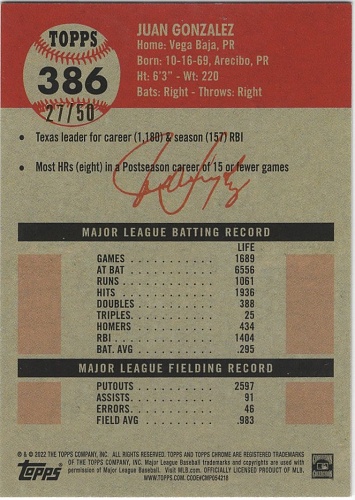 TOPPS
386
27/50
JUAN GONZALEZ
Home: Vega Baja, PR
Born: 10-16-69, Arecibo, PR
Ht: 6'3" - Wt: 220
Bats: Right - Throws: Right
• Texas leader for career (1,180) & season (157) RBI
• Most HRs (eight) in a Postseason career of 15 or fewer games
MAJOR LEAGUE BATTING RECORD
LIFE
GAMES . . . . . . . . . . 1689
AT BAT . . . . . . . . . . 6556
RUNS . . . . . . . . . . 1061
HITS . . . . . . . . . . 1936
DOUBLES . . . . . . . . . . 388
TRIPLES . . . . . . . . . . 25
HOMERS . . . . . . . . . . 434
RBI . . . . . . . . . . 1404
BAT. AVG . . . . . . . . . . .295
MAJOR LEAGUE FIELDING RECORD
PUTOUTS . . . . . . . . . . 2597
ASSISTS . . . . . . . . . . 91
ERRORS . . . . . . . . . . 46
FIELD AVG . . . . . . . . . . .983
® & © 2022 THE TOPPS COMPANY, INC. ALL RIGHTS RESERVED. TOPPS AND TOPPS CHROME ARE REGISTERED TRADEMARKS
OF THE TOPPS COMPANY, INC. Major League Baseball trademarks and copyrights are used with permission of
Major League Baseball. Visit MLB.com. OFFICIALLY LICENSED PRODUCT OF MLB.
WWW.TOPPS.COM. CODE#CMP054218
Topps